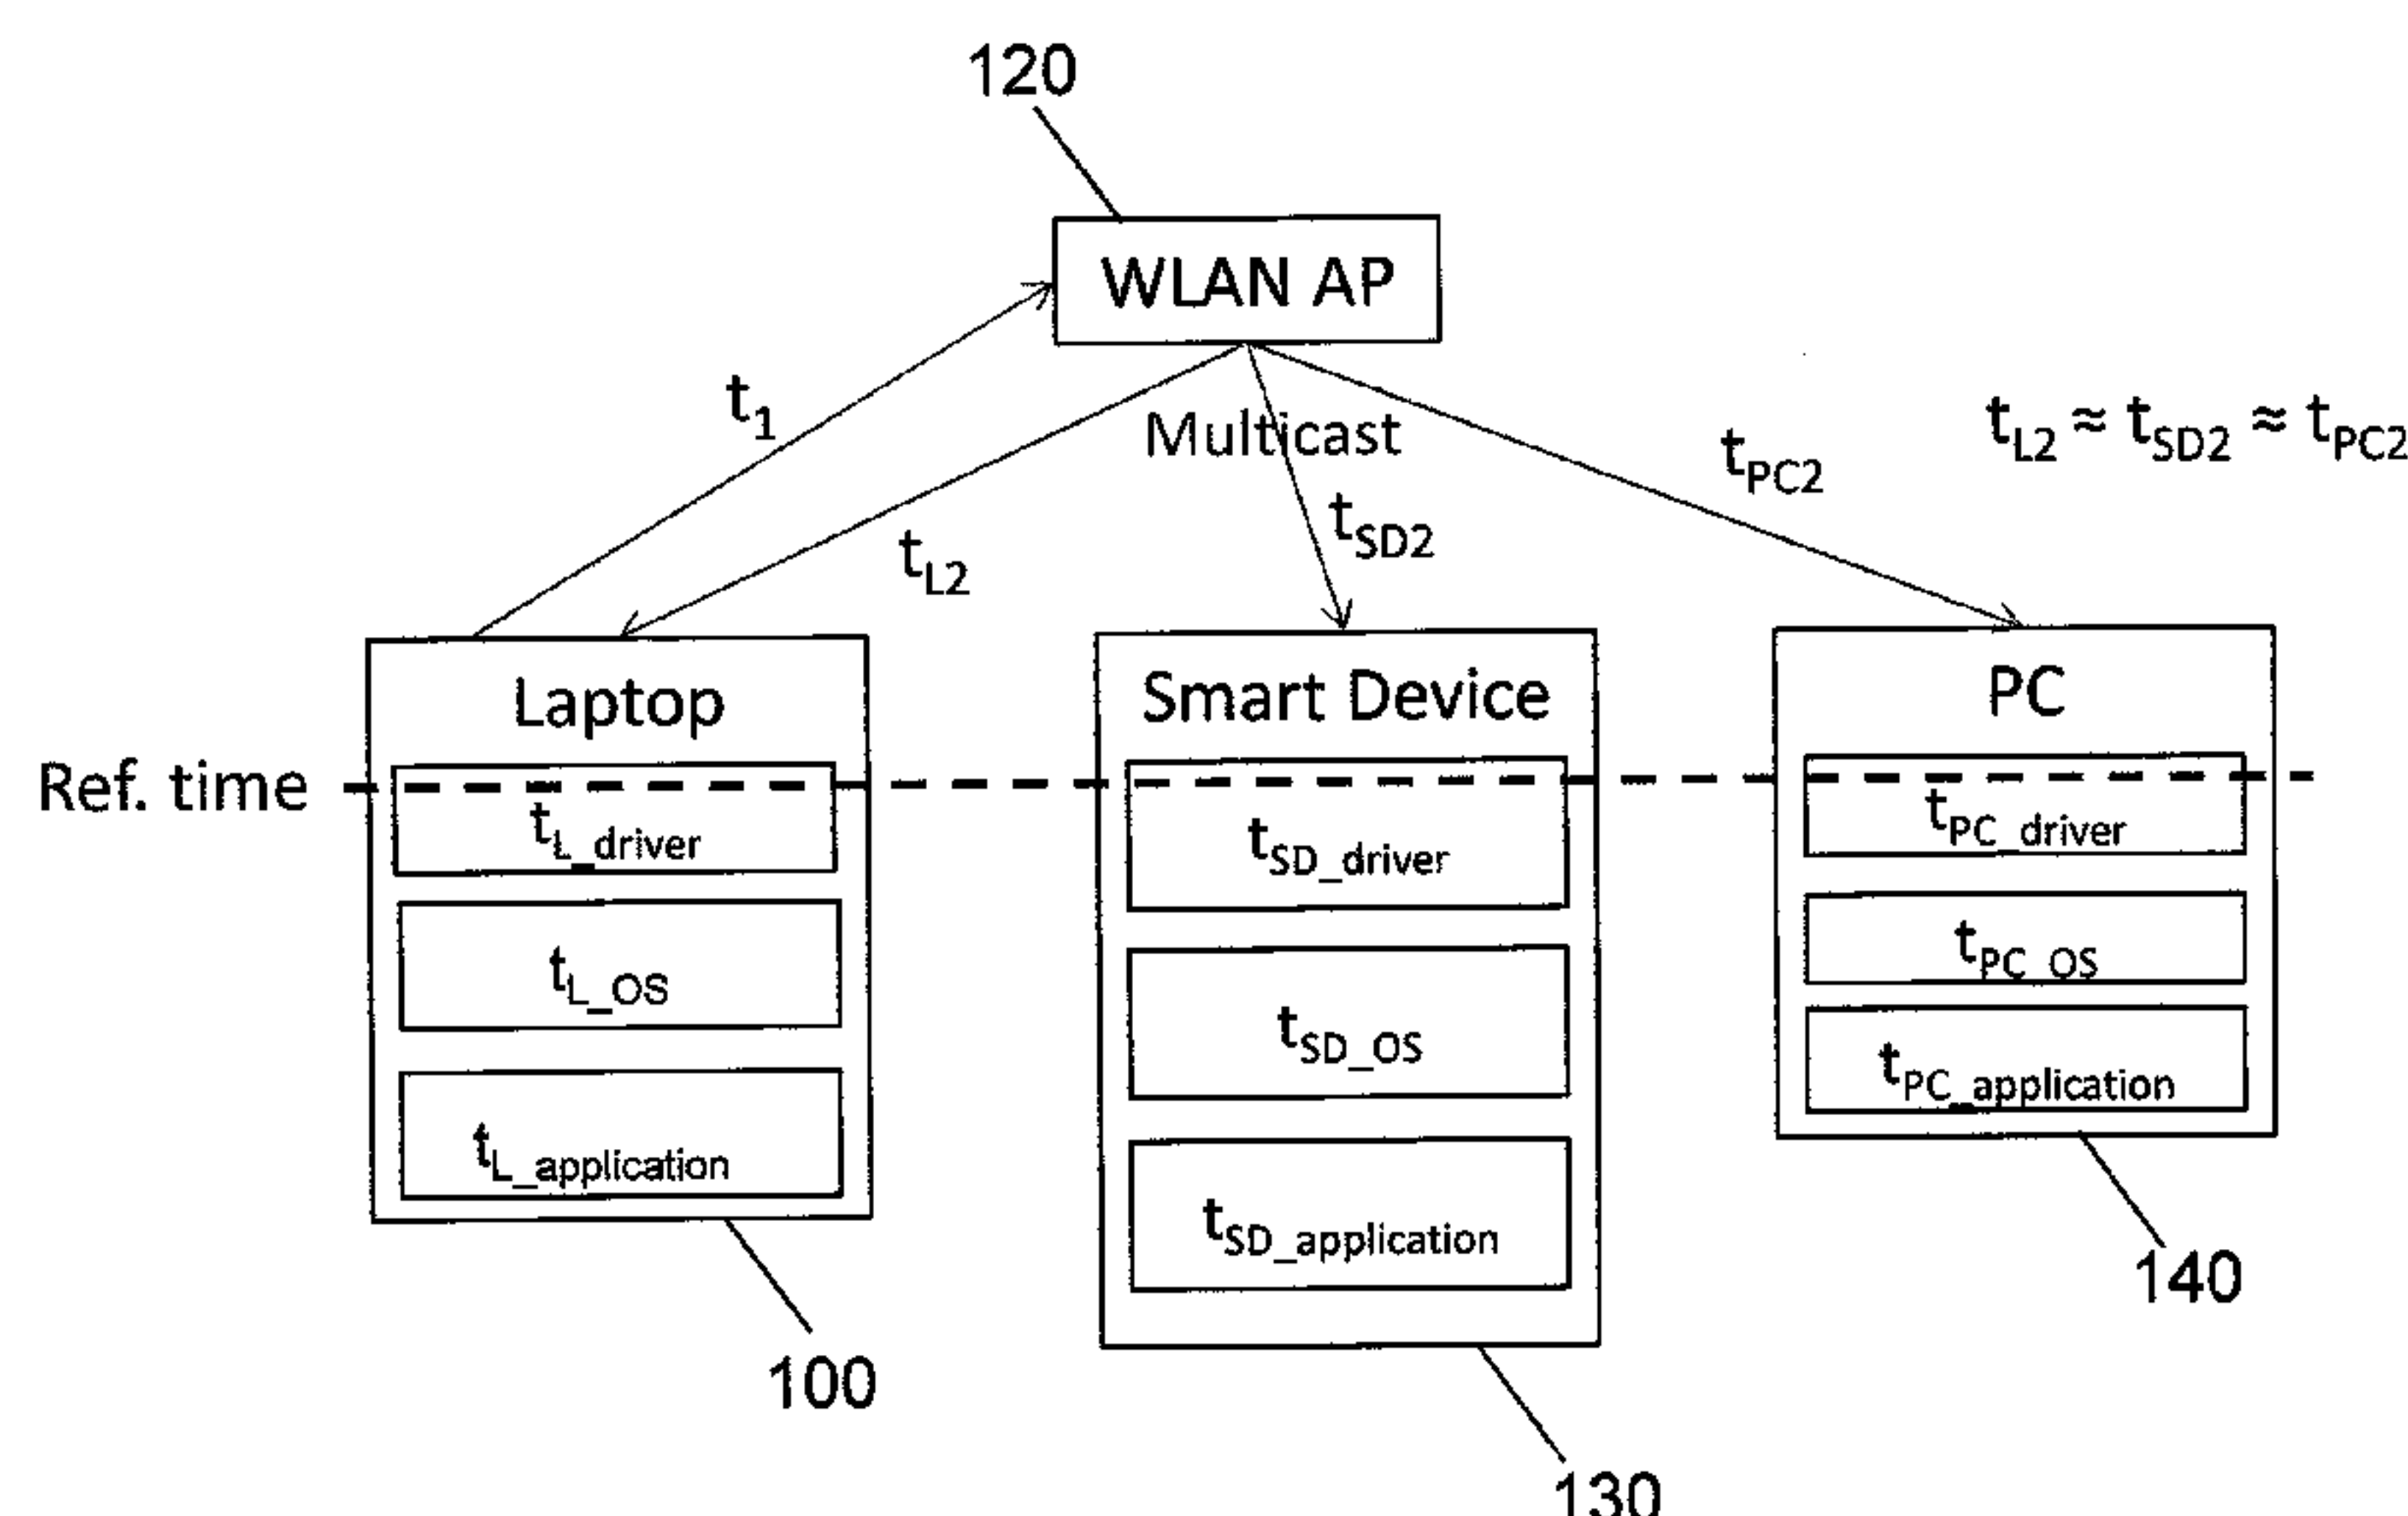 120
WLAN AP
t1
Multicast
tL2 ≈ tSD2 ≈ tPC2
tPC2
tSD2
tL2
Laptop
Smart Device
PC
Ref. time
tL_driver
tSD_driver
tPC_driver
tL_OS
tSD_OS
tPC_OS
tL_application
tSD_application
tPC_application
100
130
140